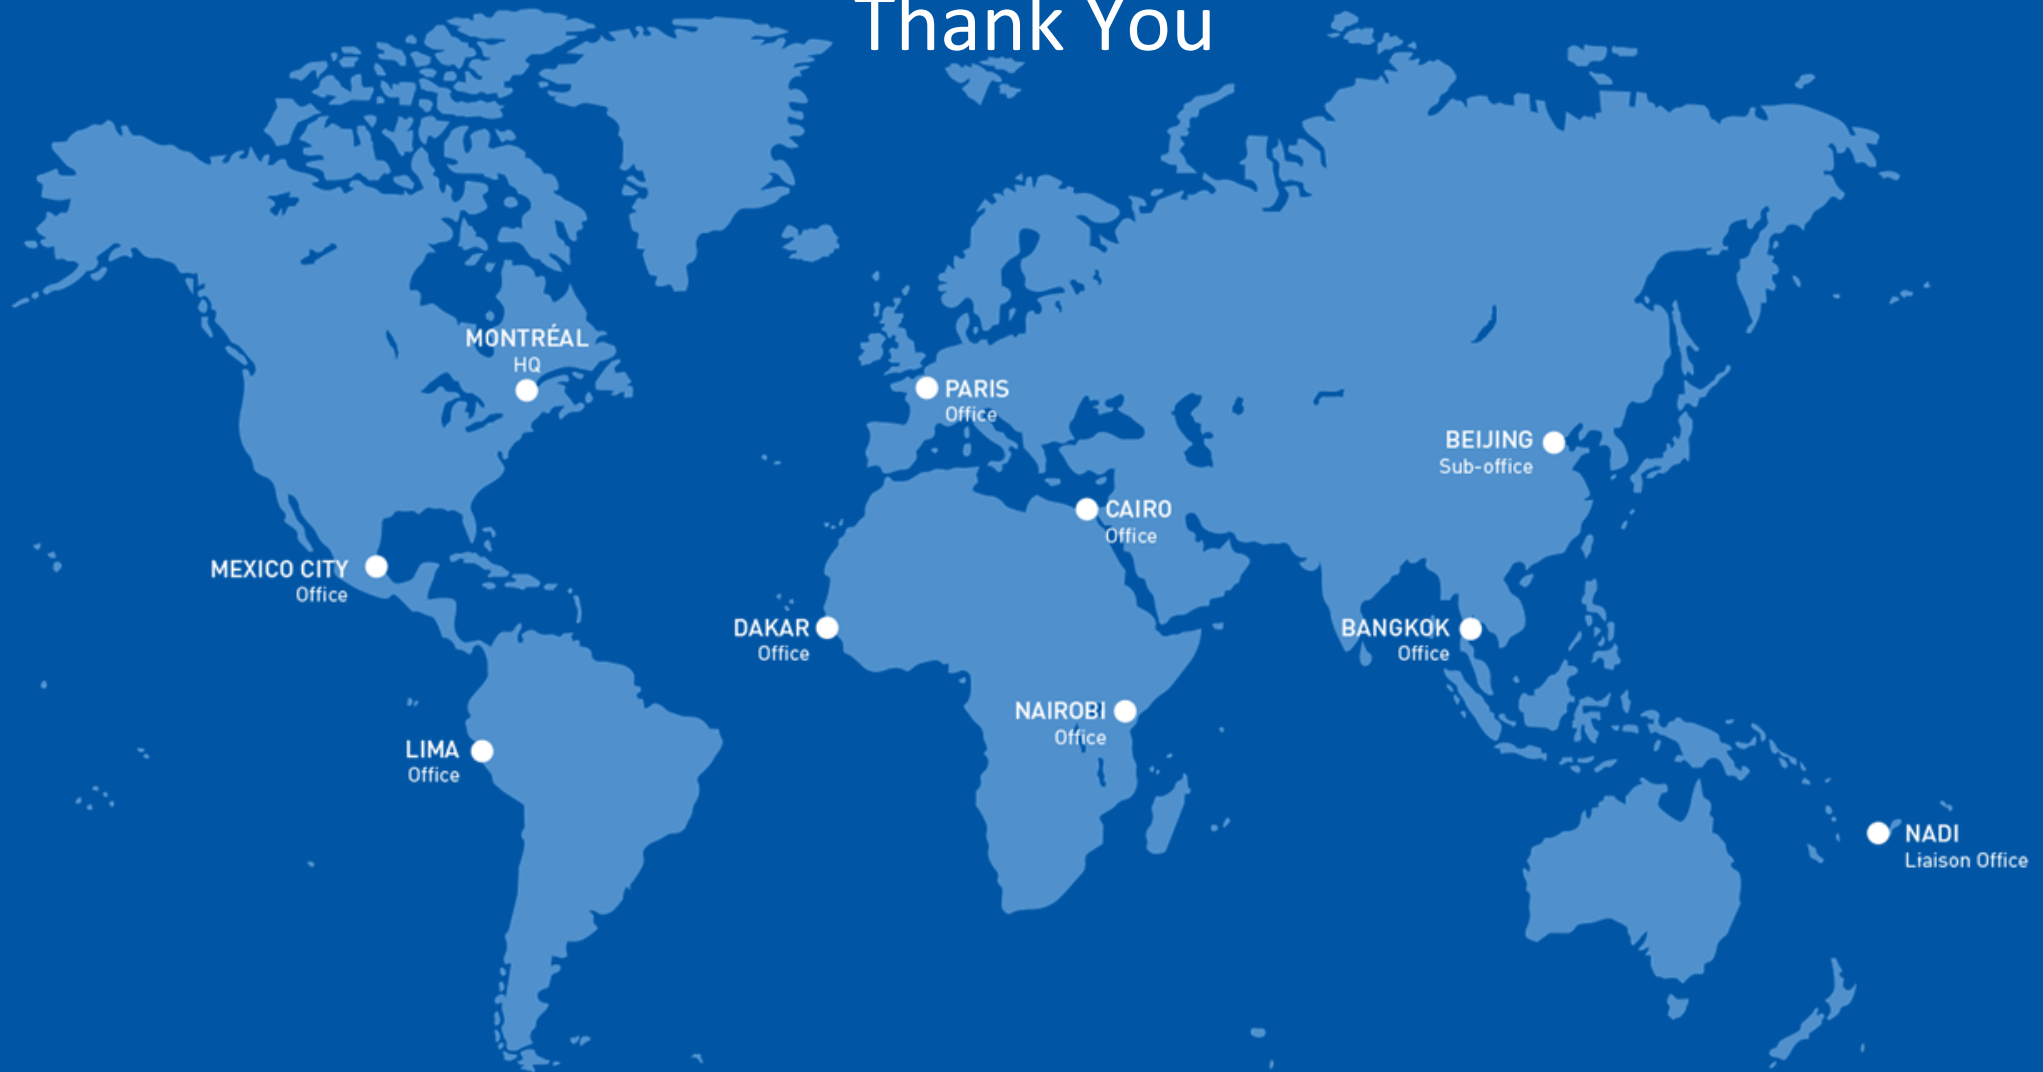 Thank You
MONTRÉAL
HQ
PARIS
Office
BEIJING
Sub-office
CAIRO
Office
MEXICO CITY
Office
DAKAR
Office
BANGKOK
Office
NAIROBI
Office
LIMA
Office
NADI
Liaison Office